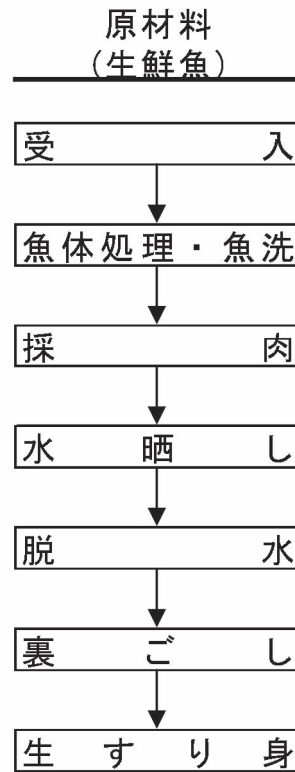 原材料
(生鮮魚)
受入
魚体処理・魚洗
採肉
水晒し
脱水
裏ごし
生すり身